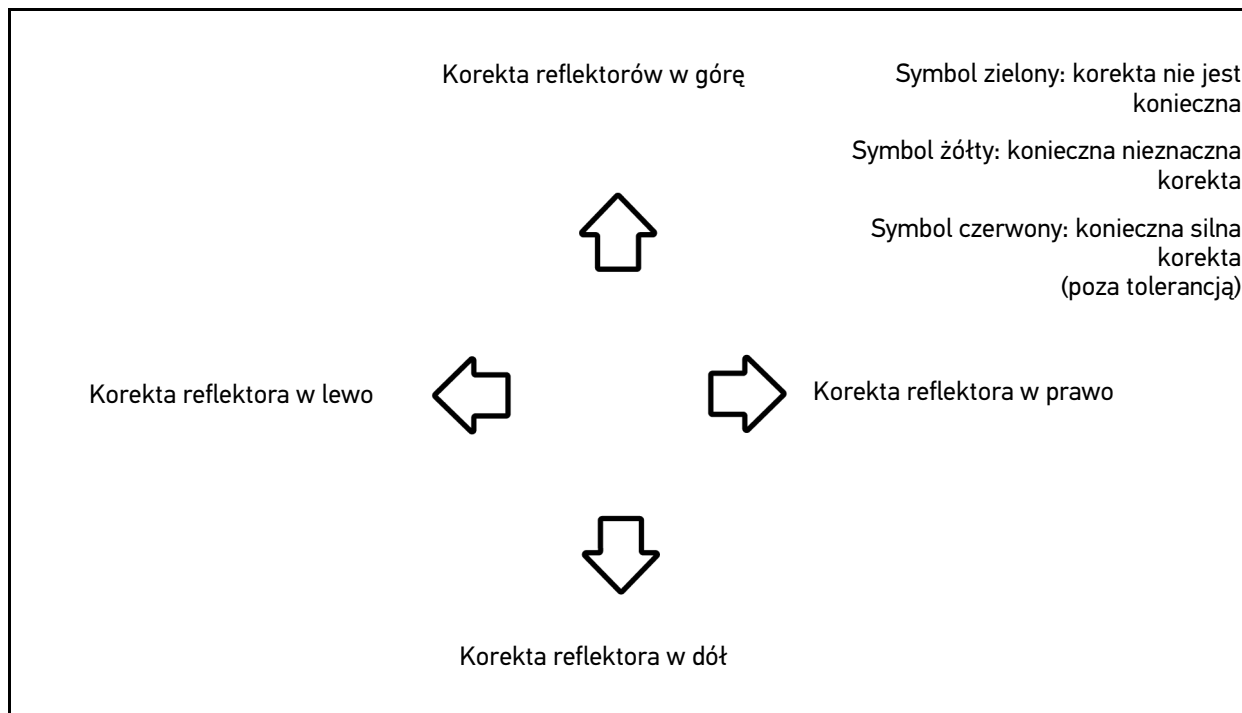 Korekta reflektorów w górę
Symbol zielony: korekta nie jest
konieczna
Symbol żółty: konieczna nieznaczna
korekta
Symbol czerwony: konieczna silna
korekta
(poza tolerancją)
Korekta reflektora w lewo
Korekta reflektora w prawo
Korekta reflektora w dół